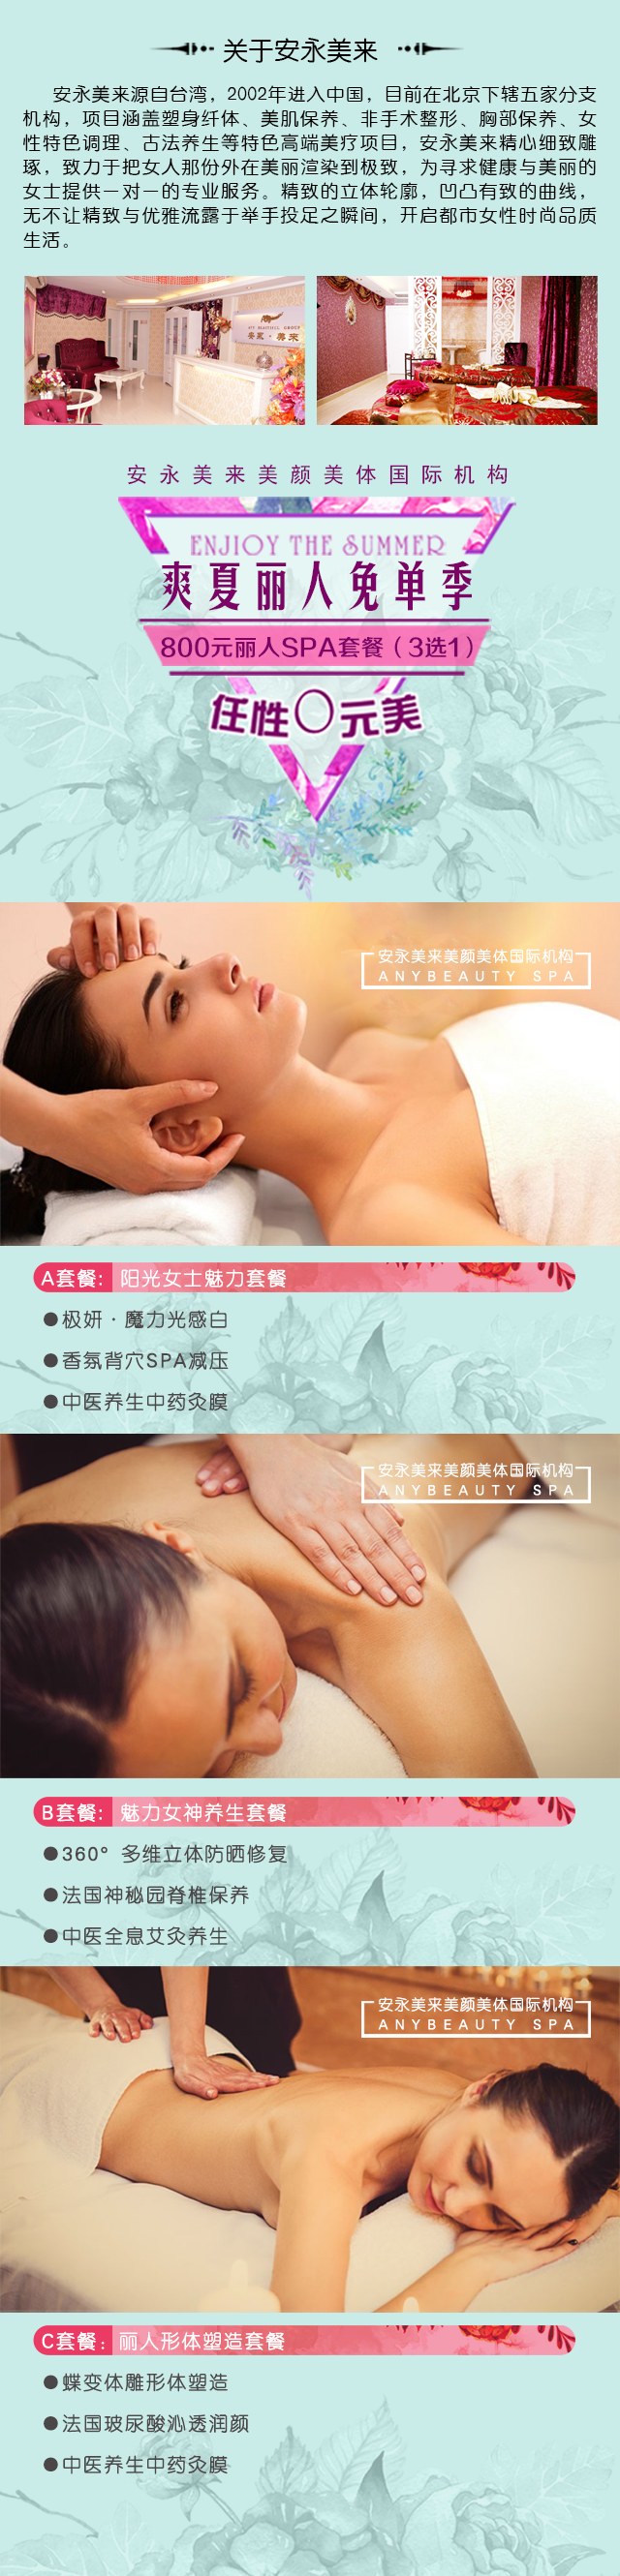 关于安永美来
安永美来源自台湾，2002年进入中国，目前在北京下辖五家分支
机构，项目涵盖塑身纤体、美肌保养、非手术整形、胸部保养、女
性特色调理、古法养生等特色高端美疗项目，安永美来精心细致雕
琢，致力于把女人那份外在美丽渲染到极致，为寻求健康与美丽的
女士提供一对一的专业服务。精致的立体轮廓，凹凸有致的曲线，
无不让精致与优雅流露于举手投足之瞬间，开启都市女性时尚品质
生活。
安永·美来
安永美来美颜美体国际机构
ENJIOY THE SUMMER
爽夏丽人免单季
800元丽人SPA套餐（3选1）
任性0元美
安永美来美颜美体国际机构
ANYBEAUTY SPA
A套餐：阳光女士魅力套餐
●极妍·魔力光感白
●香氛背穴SPA减压
●中医养生中药灸膜
安永美来美颜美体国际机构
ANYBEAUTY SPA
B套餐：魅力女神养生套餐
●360°多维立体防晒修复
●法国神秘园脊椎保养
●中医全息艾灸养生
安永美来美颜美体国际机构
ANYBEAUTY SPA
C套餐：丽人形体塑造套餐
●蝶变体雕形体塑造
●法国玻尿酸沁透润颜
●中医养生中药灸膜